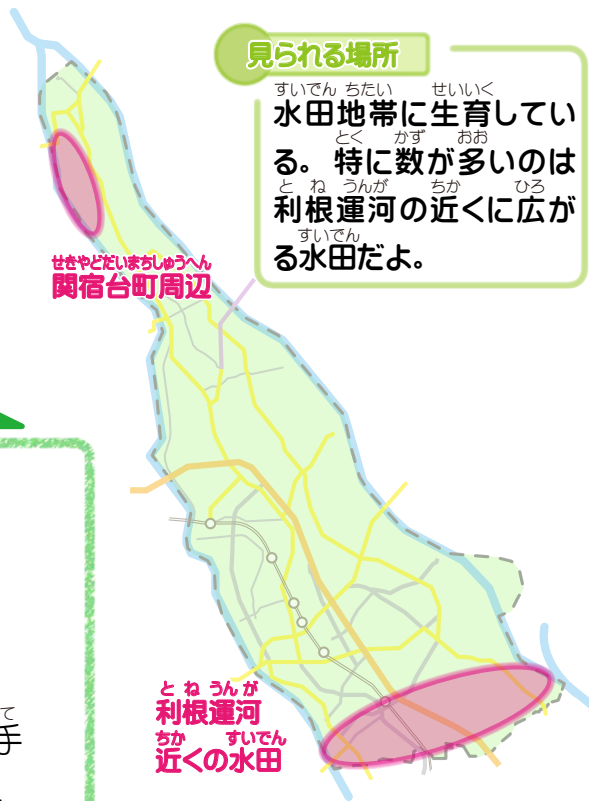 見られる場所
すいでん ちたい せいいく
水田地帯に生育してい
とく かず おお
る。特に数が多いのは
とね うんが ちか ひろ
利根運河の近くに広が
すいでん
る水田だよ。
せきやどだいまちしゅうへん
関宿台町周辺
とねうんが
利根運河
ちか すいでん
近くの水田
て
手